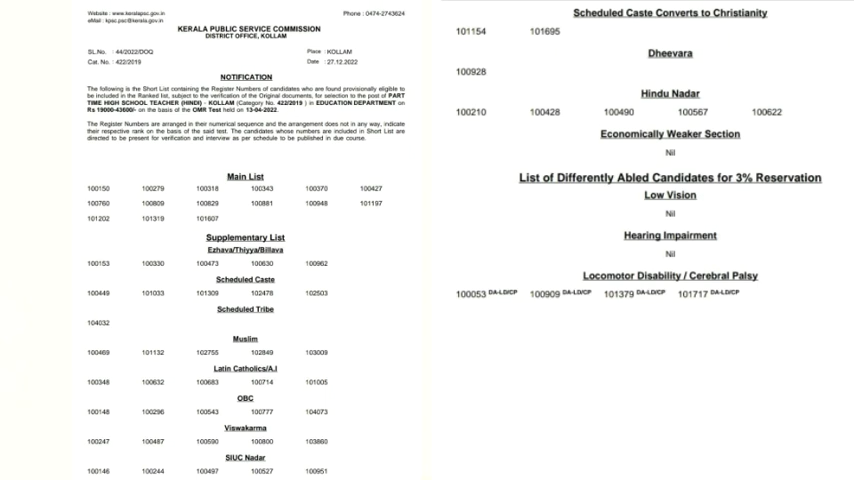 Website : www.keralapsc.gov.in
Phone : 0474-2743624
eMail : kpsc.psc@kerala.gov.in
KERALA PUBLIC SERVICE COMMISSION
DISTRICT OFFICE, KOLLAM
SL.No. : 44/2022/DOQ
Place : KOLLAM
Cat. No. : 422/2019
Date : 27.12.2022
NOTIFICATION
The following is the Short List containing the Register Numbers of candidates who are found provisionally eligible to
be included in the Ranked list, subject to the verification of the Original documents, for selection to the post of PART
TIME HIGH SCHOOL TEACHER (HINDI) - KOLLAM (Category No. 422/2019 ) in EDUCATION DEPARTMENT on
Rs 19000-43600/- on the basis of the OMR Test held on 13-04-2022.
The Register Numbers are arranged in their numerical sequence and the arrangement does not in any way, indicate
their respective rank on the basis of the said test. The candidates whose numbers are included in Short List are
directed to be present for verification and interview as per schedule to be published in due course.
Main List
100150 100279 100318 100343 100370 100427
100760 100809 100829 100881 100948 101197
101202 101319 101607
Supplementary List
Ezhava/Thiyya/Billava
100153 100330 100473 100630 100962
Scheduled Caste
100449 101033 101309 102478 102503
Scheduled Tribe
104032
Muslim
100469 101132 102755 102849 103009
Latin Catholics/A.I
100348 100632 100683 100714 101005
OBC
100148 100296 100543 100777 104073
Viswakarma
100247 100487 100590 100800 103860
SIUC Nadar
100146 100244 100497 100527 100951
Scheduled Caste Converts to Christianity
101154 101695
Dheevara
100928
Hindu Nadar
100210 100428 100490 100567 100622
Economically Weaker Section
Nil
List of Differently Abled Candidates for 3% Reservation
Low Vision
Nil
Hearing Impairment
Nil
Locomotor Disability / Cerebral Palsy
100053 DA-LD/CP 100909 DA-LD/CP 101379 DA-LD/CP 101717 DA-LD/CP